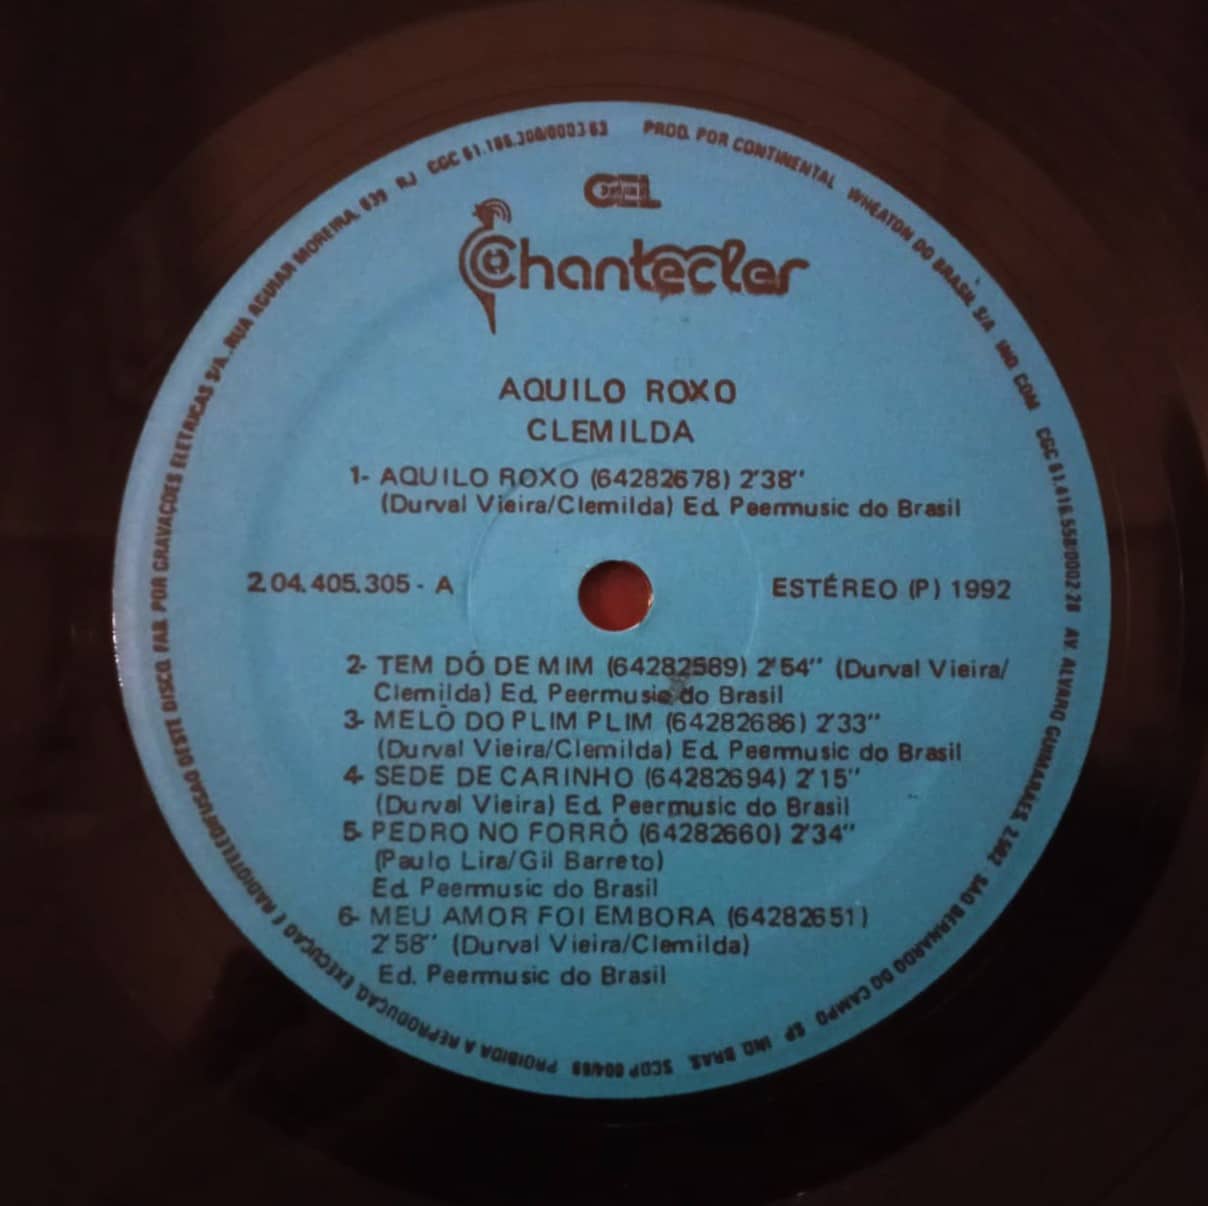 GEL
Chantecler
AQUILO ROXO
CLEMILDA
1- AQUILO ROXO (64282678) 2'38"
(Durval Vieira/Clemilda) Ed. Peermusic do Brasil
2.04.405.305 - A
ESTÉREO (P) 1992
2- TEM DÓ DE MIM (64282589) 2'54" (Durval Vieira/
Clemilda) Ed. Peermusic do Brasil
3- MELÔ DO PLIM PLIM (64282686) 2'33"
(Durval Vieira/Clemilda) Ed. Peermusic do Brasil
4- SEDE DE CARINHO (64282694) 2'15"
(Durval Vieira) Ed. Peermusic do Brasil
5- PEDRO NO FORRÓ (64282660) 2'34"
(Paulo Lira/Gil Barreto)
Ed. Peermusic do Brasil
6- MEU AMOR FOI EMBORA (64282651)
2'58" (Durval Vieira/Clemilda)
Ed. Peermusic do Brasil
PROIBIDA A REPRODUÇÃO, EXECUÇÃO E RADIOTELEDIFUSÃO DESTE DISCO. FAB. POR GRAVAÇÕES ELÉTRICAS S/A. RUA AGUIAR MOREIRA, 639 RJ CGC 61.186.300/0003 63 PROD. POR CONTINENTAL WHEATON DO BRASIL S/A IND. COM CGC 61.416.558/0002-28 AV. ALVARO GUIMARÃES, 2.502 SÃO BERNARDO DO CAMPO SP IND. BRAS. SCDP